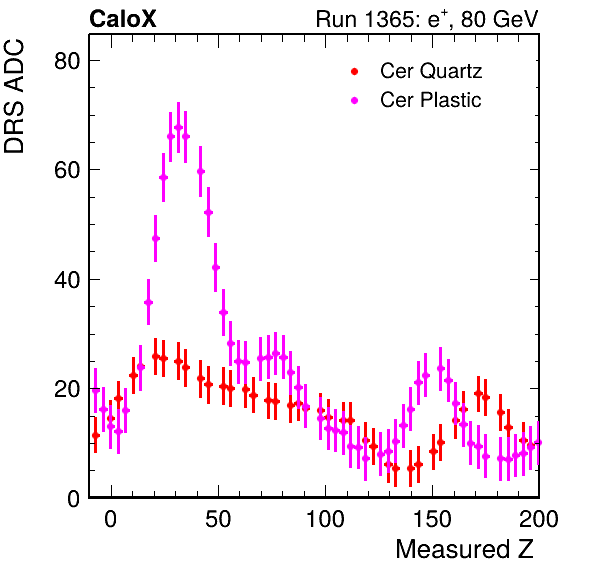 CaloX Run 1365: e⁺, 80 GeV
DRS ADC
Cer Quartz
Cer Plastic
80
60
40
20
0
0 50 100 150 200
Measured Z